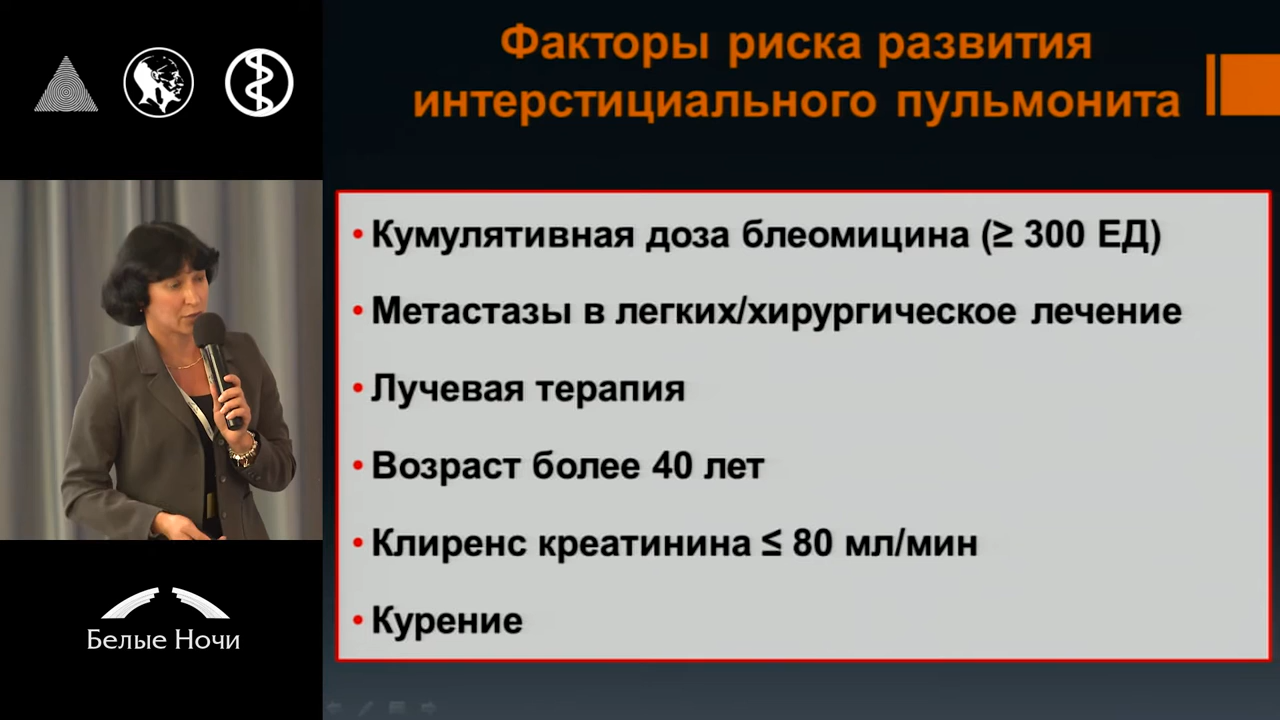 Факторы риска развития
интерстициального пульмонита
• Кумулятивная доза блеомицина (≥ 300 ЕД)
• Метастазы в легких/хирургическое лечение
• Лучевая терапия
• Возраст более 40 лет
• Клиренс креатинина ≤ 80 мл/мин
• Курение
Белые Ночи